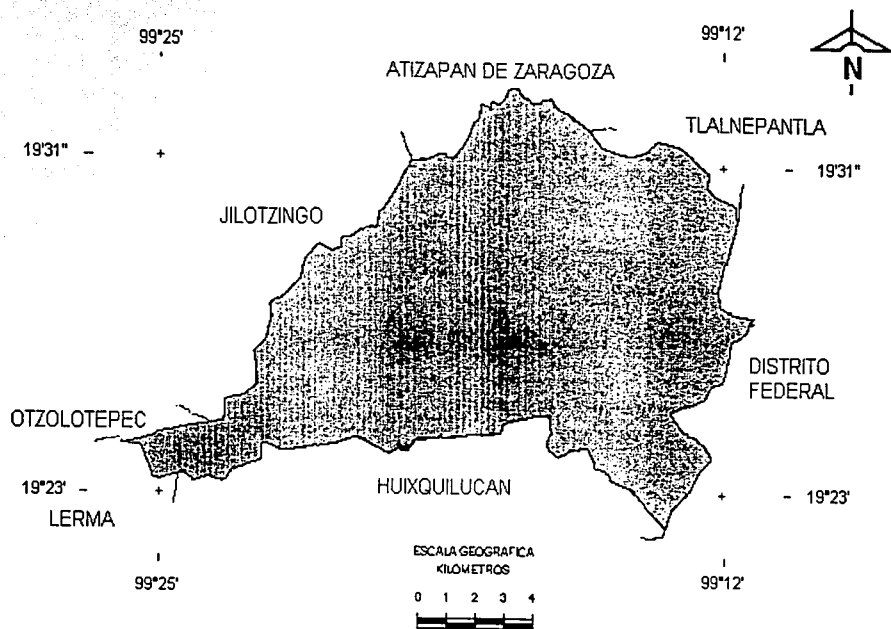 99°25'
99°12'
ATIZAPAN DE ZARAGOZA
N
TLALNEPANTLA
19'31"
19'31"
JILOTZINGO
DISTRITO
FEDERAL
OTZOLOTEPEC
19°23'
HUIXQUILUCAN
19°23'
LERMA
ESCALA GEOGRAFICA
KILOMETROS
99°25'
99°12'
0 1 2 3 4